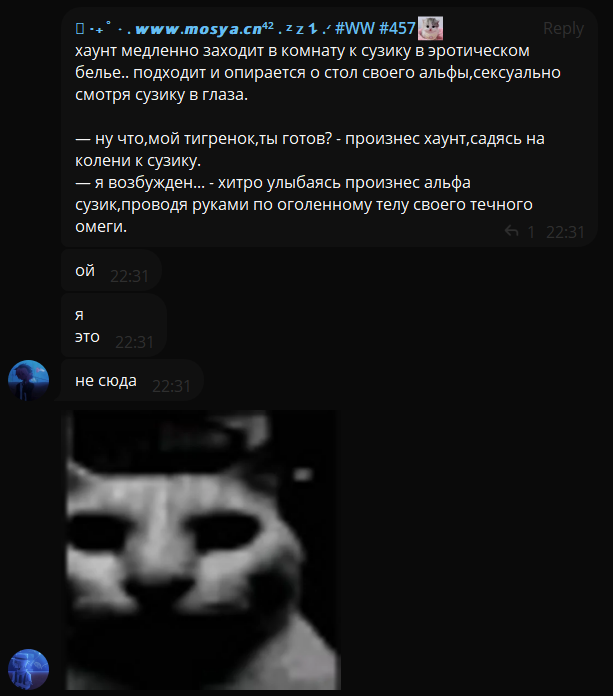 𝙬𝙬𝙬.𝙢𝙤𝙨𝙮𝙖.𝙘𝙣⁴² . ᶻ 𝗓 #WW #457 Reply
хаунт медленно заходит в комнату к сузику в эротическом
белье.. подходит и опирается о стол своего альфы,сексуально
смотря сузику в глаза.
— ну что,мой тигренок,ты готов? - произнес хаунт,садясь на
колени к сузику.
— я возбужден... - хитро улыбаясь произнес альфа
сузик,проводя руками по оголенному телу своего течного
омеги.
1 22:31
ой 22:31
я
это 22:31
не сюда 22:31